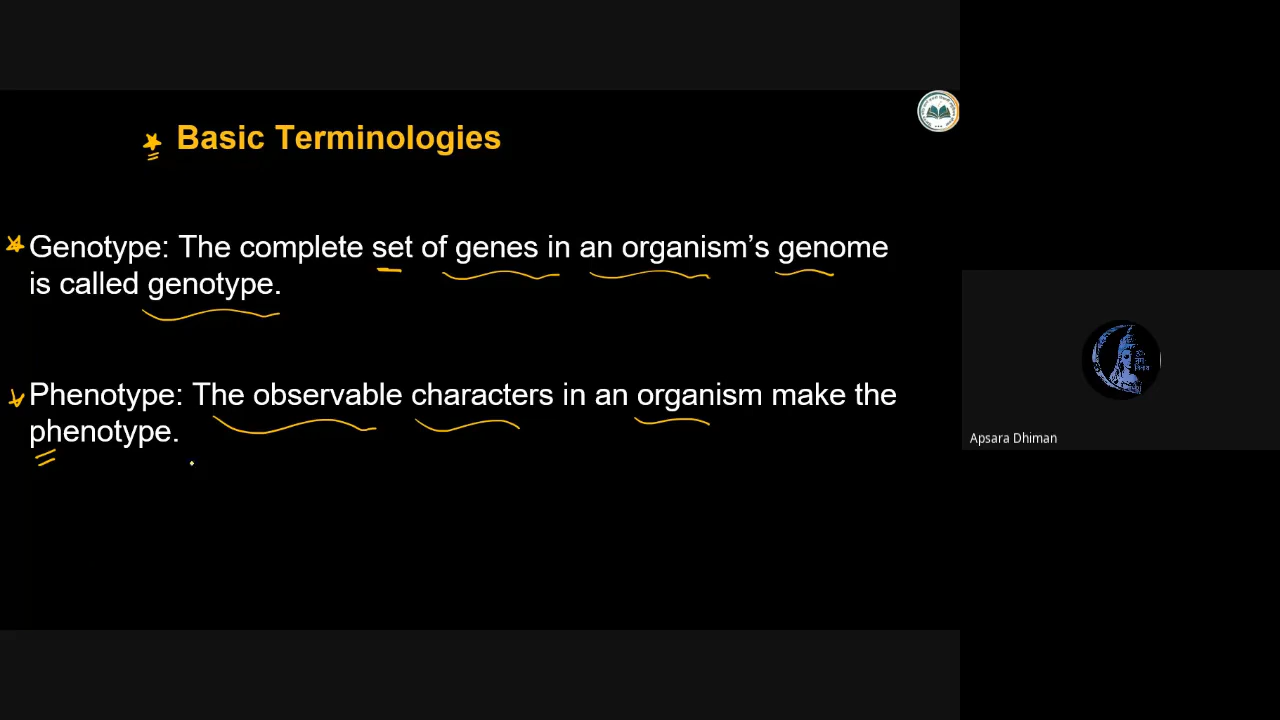 Basic Terminologies
Genotype: The complete set of genes in an organism’s genome
is called genotype.
Phenotype: The observable characters in an organism make the
phenotype.
Apsara Dhiman